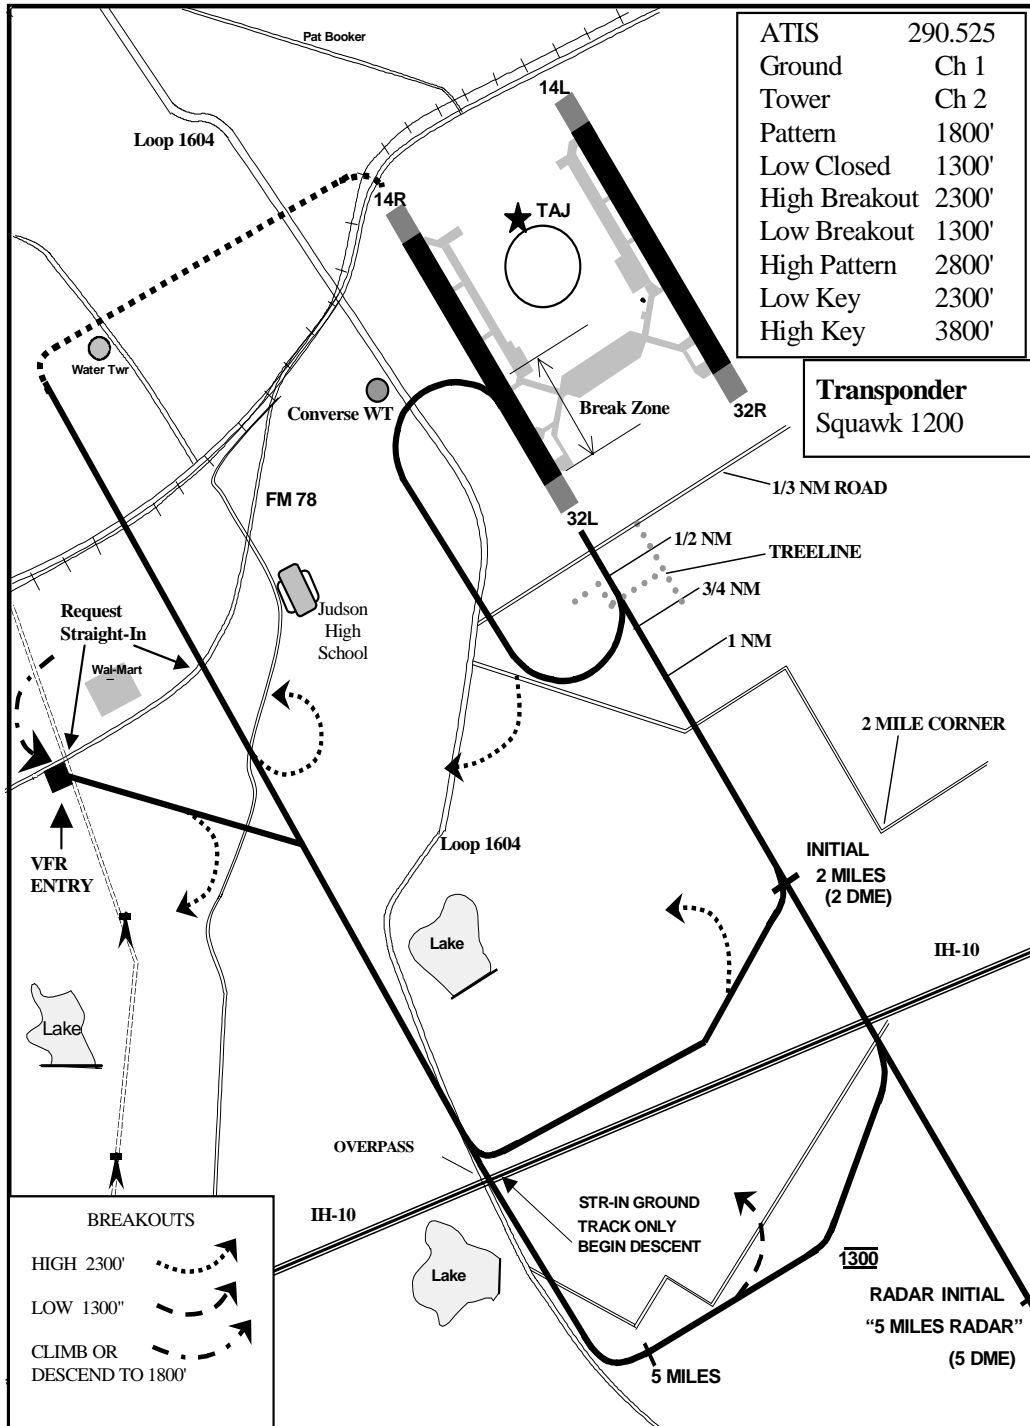 Pat Booker
Loop 1604
14L
14R
TAJ
ATIS 290.525
Ground Ch 1
Tower Ch 2
Pattern 1800'
Low Closed 1300'
High Breakout 2300'
Low Breakout 1300'
High Pattern 2800'
Low Key 2300'
High Key 3800'
Transponder
Squawk 1200
Water Twr
Converse WT
Break Zone
32R
FM 78
32L
1/3 NM ROAD
1/2 NM
TREELINE
3/4 NM
1 NM
Request
Straight-In
Wal-Mart
Judson
High
School
2 MILE CORNER
VFR
ENTRY
Loop 1604
INITIAL
2 MILES
(2 DME)
Lake
IH-10
Lake
OVERPASS
IH-10
STR-IN GROUND
TRACK ONLY
BEGIN DESCENT
Lake
1300
RADAR INITIAL
“5 MILES RADAR”
(5 DME)
5 MILES
BREAKOUTS
HIGH 2300'
LOW 1300"
CLIMB OR
DESCEND TO 1800'